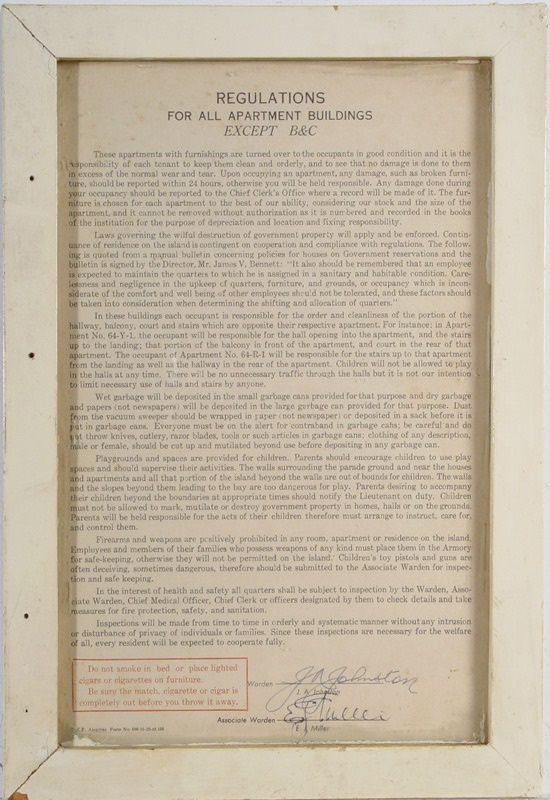 REGULATIONS
FOR ALL APARTMENT BUILDINGS
EXCEPT B&C
These apartments with furnishings are turned over to the occupants in good condition and it is the
responsibility of each tenant to keep them clean and orderly, and to see that no damage is done to them
in excess of the normal wear and tear. Upon occupying an apartment, any damage, such as broken furni-
ture, should be reported within 24 hours, otherwise you will be held responsible. Any damage done during
your occupancy should be reported to the Chief Clerk's Office where a record will be made of it. The fur-
niture is chosen for each apartment to the best of our ability, considering our stock and the size of the
apartment, and it cannot be removed without authorization as it is numbered and recorded in the books
of the institution for the purpose of depreciation and location and fixing responsibility.
Laws governing the wilful destruction of government property will apply and be enforced. Contin-
uance of residence on the island is contingent on cooperation and compliance with regulations. The follow-
ing is quoted from a manual bulletin concerning policies for houses on Government reservations and the
bulletin is signed by the Director, Mr. James V. Bennett: "It also should be remembered that an employee
is expected to maintain the quarters to which he is assigned in a sanitary and habitable condition. Care-
lessness and negligence in the upkeep of quarters, furniture, and grounds, or occupancy which is incon-
siderate of the comfort and well being of other employees should not be tolerated, and these factors should
be taken into consideration when determining the shifting and allocation of quarters."
In these buildings each occupant is responsible for the order and cleanliness of the portion of the
hallway, balcony, court and stairs which are opposite their respective apartment. For instance: in Apart-
ment No. 64-Y-1, the occupant will be responsible for the hall opening into the apartment, and the stairs
up to the landing; that portion of the balcony in front of the apartment, and court in the rear of that
apartment. The occupant of Apartment No. 64-R-1 will be responsible for the stairs up to that apartment
from the landing as well as the hallway in the rear of the apartment. Children will not be allowed to play
in the halls at any time. There will be no unnecessary traffic through the halls but it is not our intention
to limit necessary use of halls and stairs by anyone.
Wet garbage will be deposited in the small garbage cans provided for that purpose and dry garbage
and papers (not newspapers) will be deposited in the large garbage can provided for that purpose. Dust
from the vacuum sweeper should be wrapped in paper (not newspaper) or deposited in a sack before it is
put in garbage cans. Everyone must be on the alert for contraband in garbage cans; be careful and do
not throw knives, cutlery, razor blades, tools or such articles in garbage cans; clothing of any description,
male or female, should be cut up and mutilated beyond use before depositing in any garbage can.
Playgrounds and spaces are provided for children. Parents should encourage children to use play
spaces and should supervise their activities. The walls surrounding the parade ground and near the houses
and apartments and all that portion of the island beyond the walls are out of bounds for children. The walls
and the slopes beyond them leading to the bay are too dangerous for play. Parents desiring to accompany
their children beyond the boundaries at appropriate times should notify the Lieutenant on duty. Children
must not be allowed to mark, mutilate or destroy government property in homes, halls or on the grounds.
Parents will be held responsible for the acts of their children therefore must arrange to instruct, care for,
and control them.
Firearms and weapons are positively prohibited in any room, apartment or residence on the island.
Employees and members of their families who possess weapons of any kind must place them in the Armory
for safe-keeping, otherwise they will not be permitted on the island. Children's toy pistols and guns are
often deceiving, sometimes dangerous, therefore should be submitted to the Associate Warden for inspec-
tion and safe keeping.
In the interest of health and safety all quarters shall be subject to inspection by the Warden, Asso-
ciate Warden, Chief Medical Officer, Chief Clerk or officers designated by them to check details and take
measures for fire protection, safety, and sanitation.
Inspections will be made from time to time in orderly and systematic manner without any intrusion
or disturbance of privacy of individuals or families. Since these inspections are necessary for the welfare
of all, every resident will be expected to cooperate fully.
Do not smoke in bed or place lighted
cigars or cigarettes on furniture.
Be sure the match, cigarette or cigar is
completely out before you throw it away.
Warden J A Johnston
J. A. Johnston
Associate Warden E J Miller
E. J. Miller